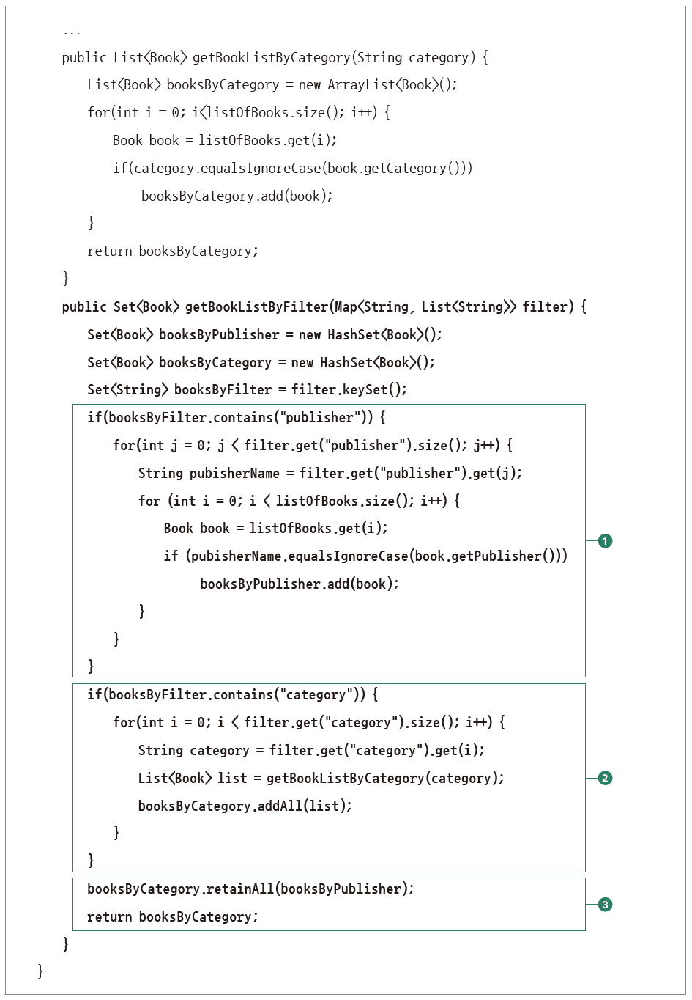 ...
public List<Book> getBookListByCategory(String category) {
List<Book> booksByCategory = new ArrayList<Book>();
for(int i = 0; i<listOfBooks.size(); i++) {
Book book = listOfBooks.get(i);
if(category.equalsIgnoreCase(book.getCategory()))
booksByCategory.add(book);
}
return booksByCategory;
}
public Set<Book> getBookListByFilter(Map<String, List<String>> filter) {
Set<Book> booksByPublisher = new HashSet<Book>();
Set<Book> booksByCategory = new HashSet<Book>();
Set<String> booksByFilter = filter.keySet();
if(booksByFilter.contains("publisher")) {
for(int j = 0; j < filter.get("publisher").size(); j++) {
String pubisherName = filter.get("publisher").get(j);
for (int i = 0; i < listOfBooks.size(); i++) {
Book book = listOfBooks.get(i);
1
if (pubisherName.equalsIgnoreCase(book.getPublisher()))
booksByPublisher.add(book);
}
}
}
if(booksByFilter.contains("category")) {
for(int i = 0; i < filter.get("category").size(); i++) {
String category = filter.get("category").get(i);
List<Book> list = getBookListByCategory(category);
2
booksByCategory.addAll(list);
}
}
booksByCategory.retainAll(booksByPublisher);
3
return booksByCategory;
}
}